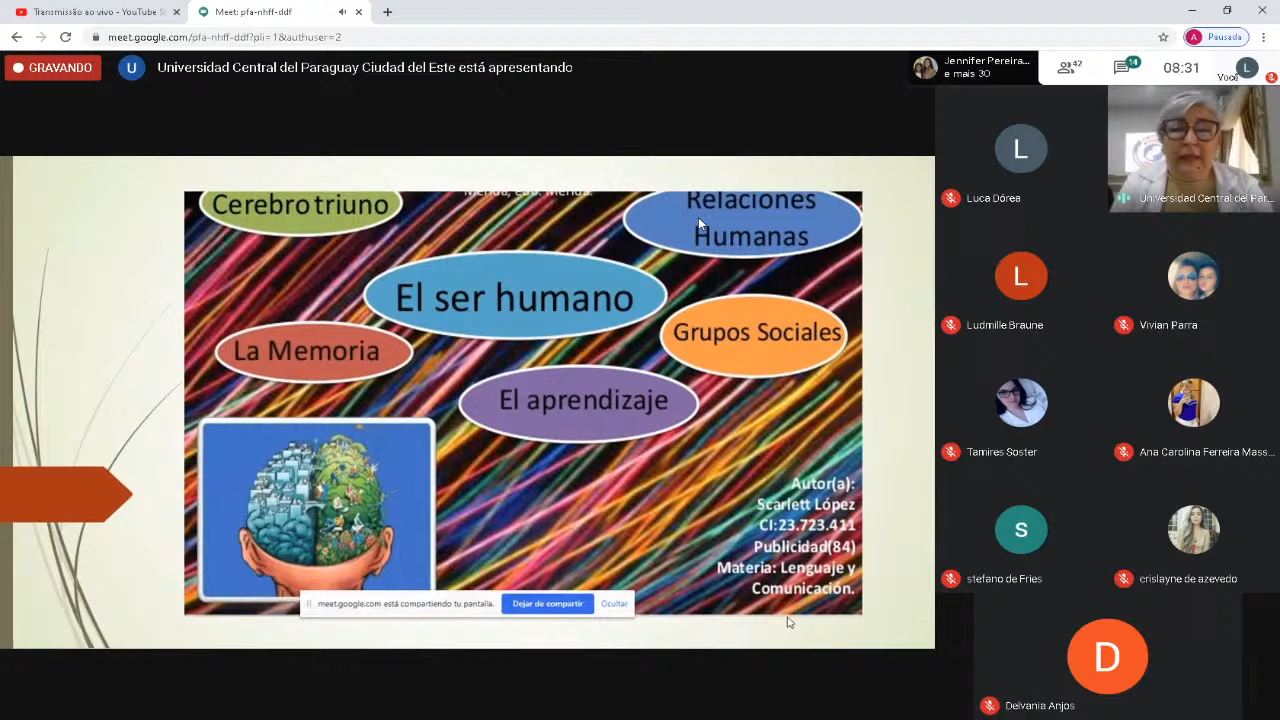 Transmissão ao vivo - YouTube S
Meet: pfa-nhff-ddf
meet.google.com/pfa-nhff-ddf?pli=1&authuser=2
A
Pausada
GRAVANDO
U
Universidad Central del Paraguay Ciudad del Este está apresentando
Jennifer Pereira...
e mais 30
42
14
08:31
Você
L
Cerebro triuno
Relaciones
Humanas
El ser humano
Grupos Sociales
La Memoria
El aprendizaje
Autor(a):
Scarlett López
CI:23.723.411
Publicidad(84)
Materia: Lenguaje y
Comunicación.
meet.google.com está compartiendo tu pantalla.
Dejar de compartir
Ocultar
L
Luca Dórea
Universidad Central del Par...
L
Ludmille Braune
Vivian Parra
Tamires Soster
Ana Carolina Ferreira Mass...
S
stefano de Fries
crislayne de azevedo
D
Delvania Anjos